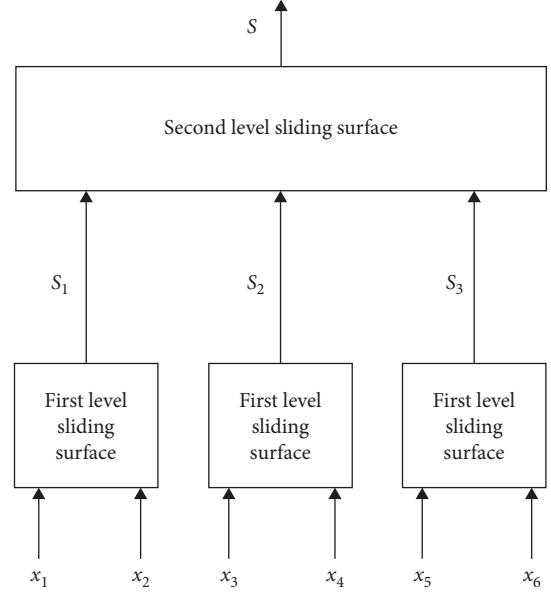 S
Second level sliding surface
S₁ S₂ S₃
First level sliding surface
First level sliding surface
First level sliding surface
x₁ x₂ x₃ x₄ x₅ x₆